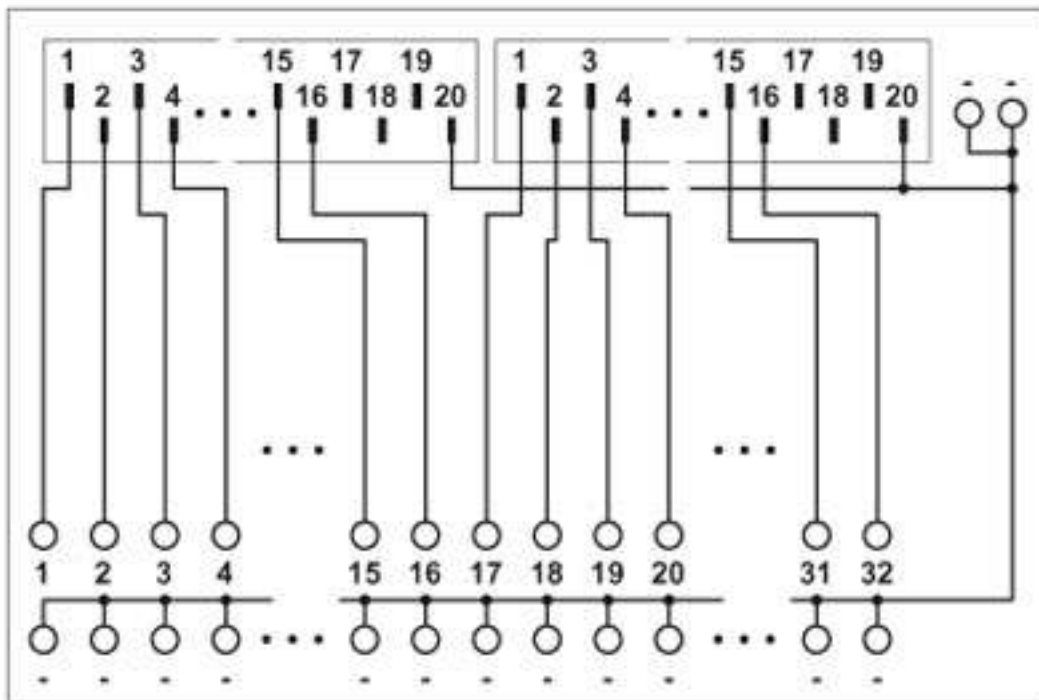 1 3 15 17 19 1 3 15 17 19 - -
2 4 • • • 16 18 20 2 4 • • • 16 18 20
• • • • • •
1 2 3 4 15 16 17 18 19 20 31 32
• • • • • •
- - - - - - - - - - - -